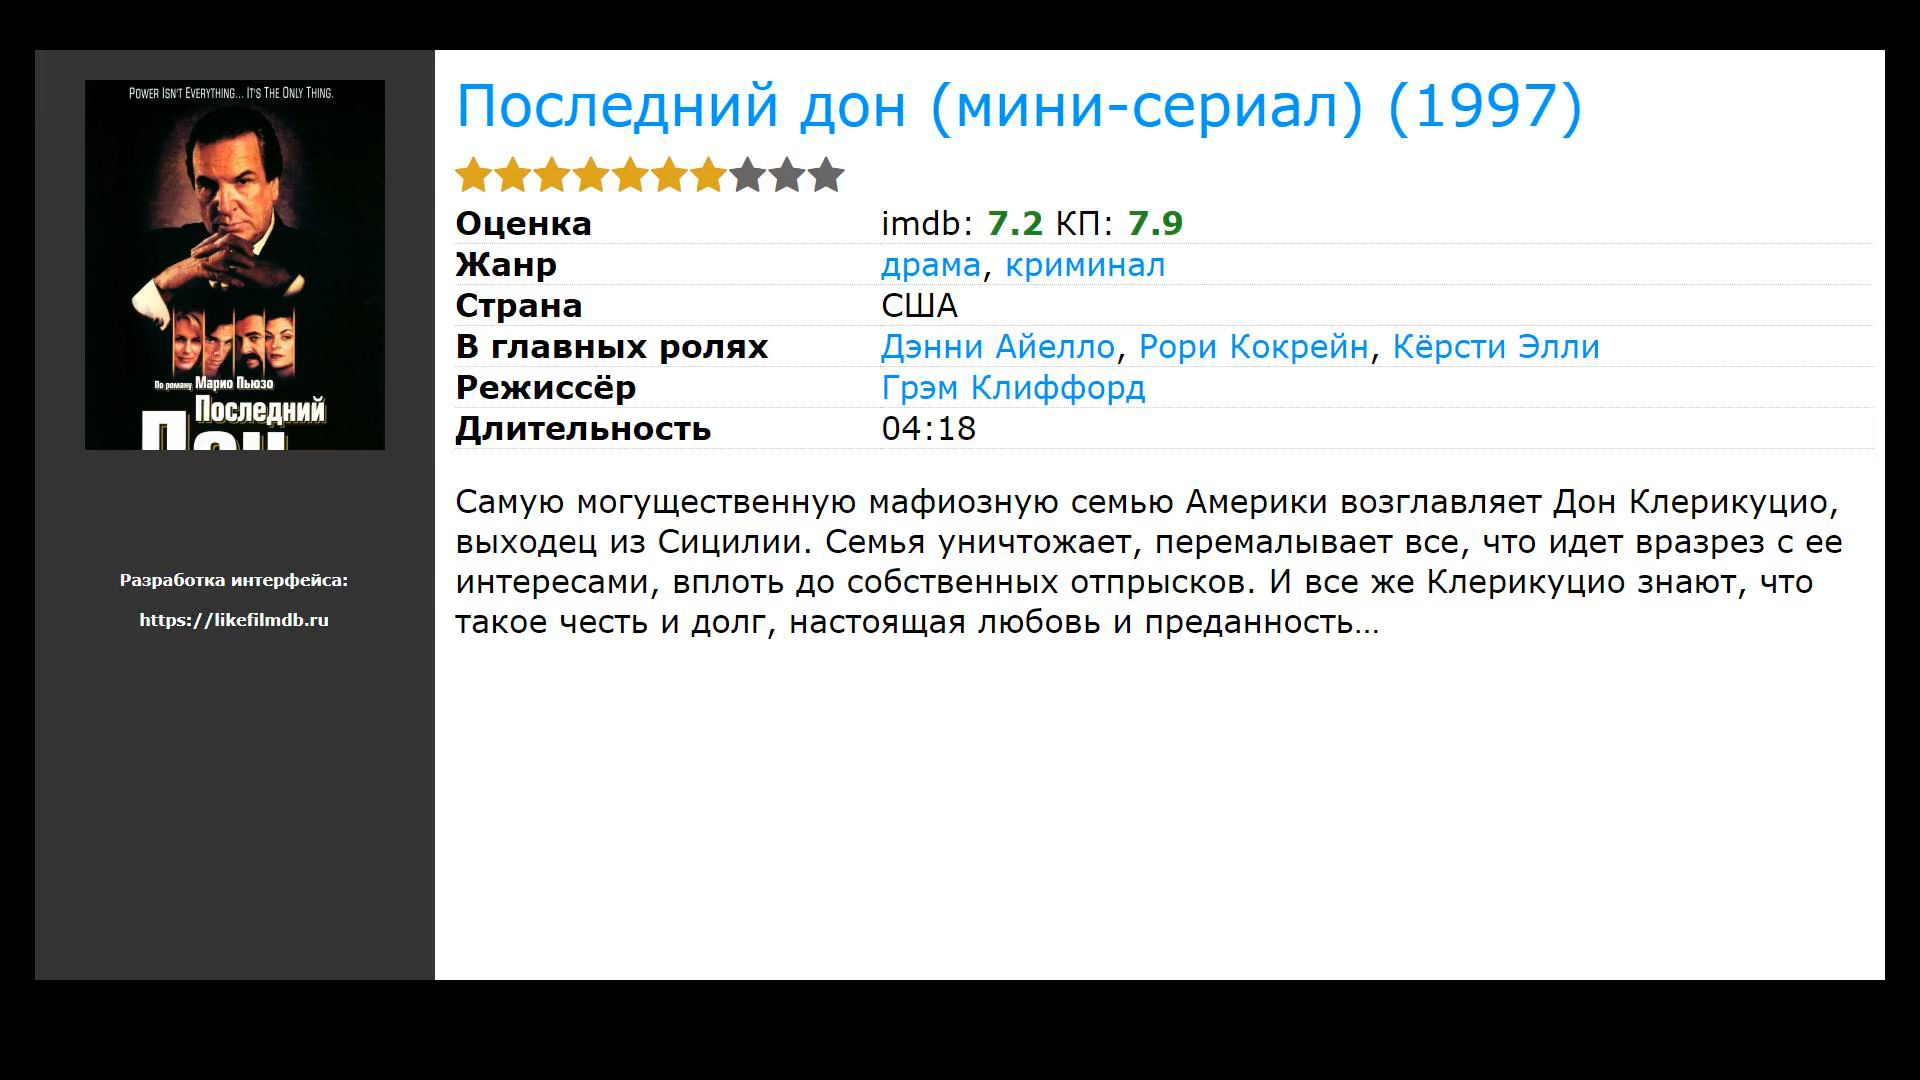 POWER ISN'T EVERYTHING... IT'S THE ONLY THING.
По роману Марио Пьюзо
Последний
Дон
Разработка интерфейса:
https://likefilmdb.ru
Последний дон (мини-сериал) (1997)
Оценка imdb: 7.2 КП: 7.9
Жанр драма, криминал
Страна США
В главных ролях Дэнни Айелло, Рори Кокрейн, Кёрсти Элли
Режиссёр Грэм Клиффорд
Длительность 04:18
Самую могущественную мафиозную семью Америки возглавляет Дон Клерикуцио,
выходец из Сицилии. Семья уничтожает, перемалывает все, что идет вразрез с ее
интересами, вплоть до собственных отпрысков. И все же Клерикуцио знают, что
такое честь и долг, настоящая любовь и преданность…